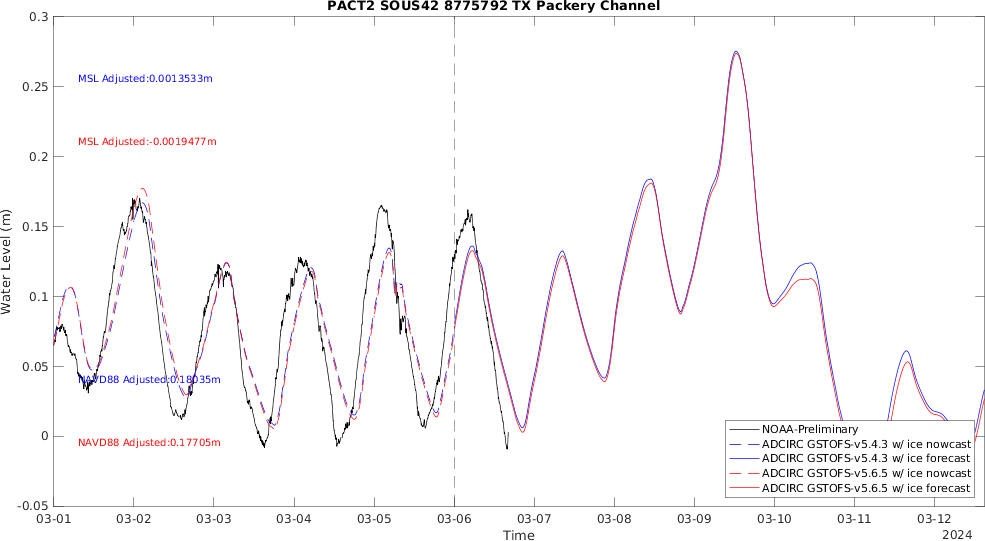 PACT2 SOUS42 8775792 TX Packery Channel
0.3
0.25
0.2
0.15
0.1
0.05
0
-0.05
Water Level (m)
MSL Adjusted:0.0013533m
MSL Adjusted:-0.0019477m
NAVD88 Adjusted:0.18035m
NAVD88 Adjusted:0.17705m
NOAA-Preliminary
ADCIRC GSTOFS-v5.4.3 w/ ice nowcast
ADCIRC GSTOFS-v5.4.3 w/ ice forecast
ADCIRC GSTOFS-v5.6.5 w/ ice nowcast
ADCIRC GSTOFS-v5.6.5 w/ ice forecast
03-01 03-02 03-03 03-04 03-05 03-06 03-07 03-08 03-09 03-10 03-11 03-12
Time
2024